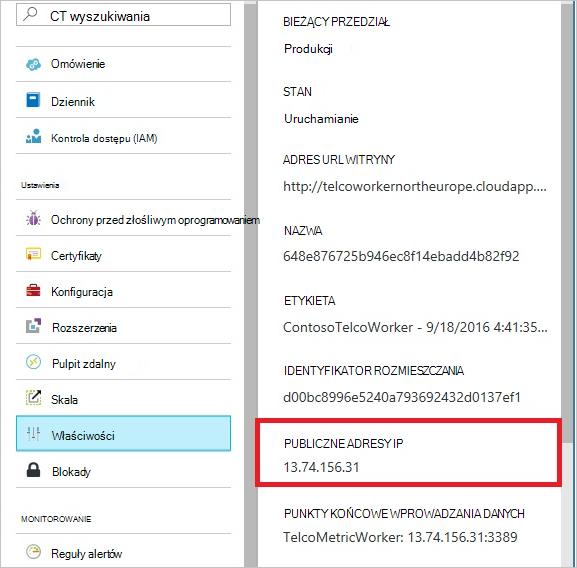 CT wyszukiwania
Omówienie
Dziennik
Kontrola dostępu (IAM)
Ustawienia
Ochrony przed złośliwym oprogramowaniem
Certyfikaty
Konfiguracja
Rozszerzenia
Pulpit zdalny
Skala
Właściwości
Blokady
MONITOROWANIE
Reguły alertów
BIEŻĄCY PRZEDZIAŁ
Produkcji
STAN
Uruchamianie
ADRES URL WITRYNY
http://telcoworkernortheurope.cloudapp....
NAZWA
648e876725b946ec8f14ebadd4b82f92
ETYKIETA
ContosoTelcoWorker - 9/18/2016 4:41:35...
IDENTYFIKATOR ROZMIESZCZANIA
d00bc8996e5240a793692432d0137ef1
PUBLICZNE ADRESY IP
13.74.156.31
PUNKTY KOŃCOWE WPROWADZANIA DANYCH
TelcoMetricWorker: 13.74.156.31:3389